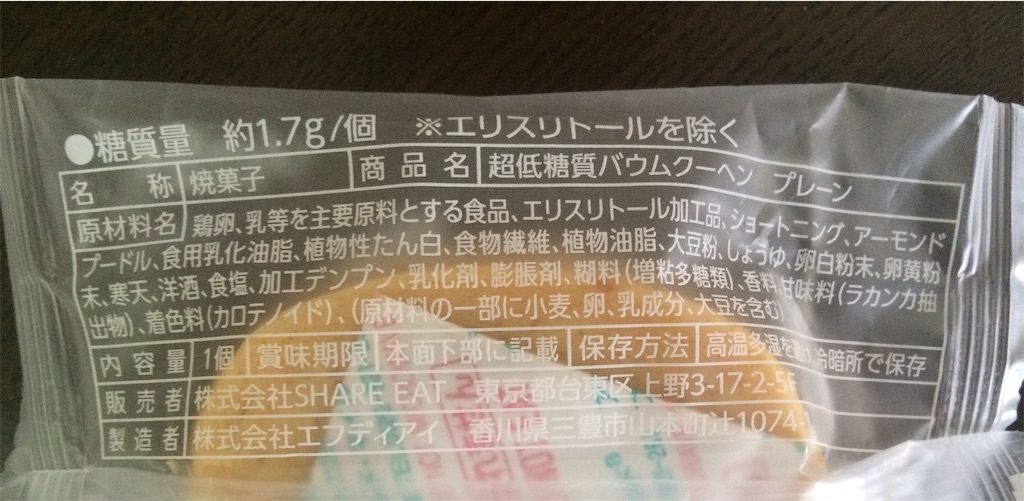 ●糖質量 約1.7g/個 ※エリスリトールを除く
名称 焼菓子 商品名 超低糖質バウムクーヘン プレーン
原材料名 鶏卵、乳等を主要原料とする食品、エリスリトール加工品、ショートニング、アーモンド
プードル、食用乳化油脂、植物性たん白、食物繊維、植物油脂、大豆粉、しょうゆ、卵白粉末、卵黄粉
末、寒天、洋酒、食塩、加工デンプン、乳化剤、膨脹剤、糊料(増粘多糖類)、香料、甘味料(ラカンカ抽
出物)、着色料(カロテノイド)、(原材料の一部に小麦、卵、乳成分、大豆を含む)
内容量 1個 賞味期限 本面下部に記載 保存方法 高温多湿を 冷暗所で保存
販売者 株式会社SHARE EAT 東京都台東区上野3-17-2-5F
製造者 株式会社エフディアイ 香川県三豊市山本町辻1074-